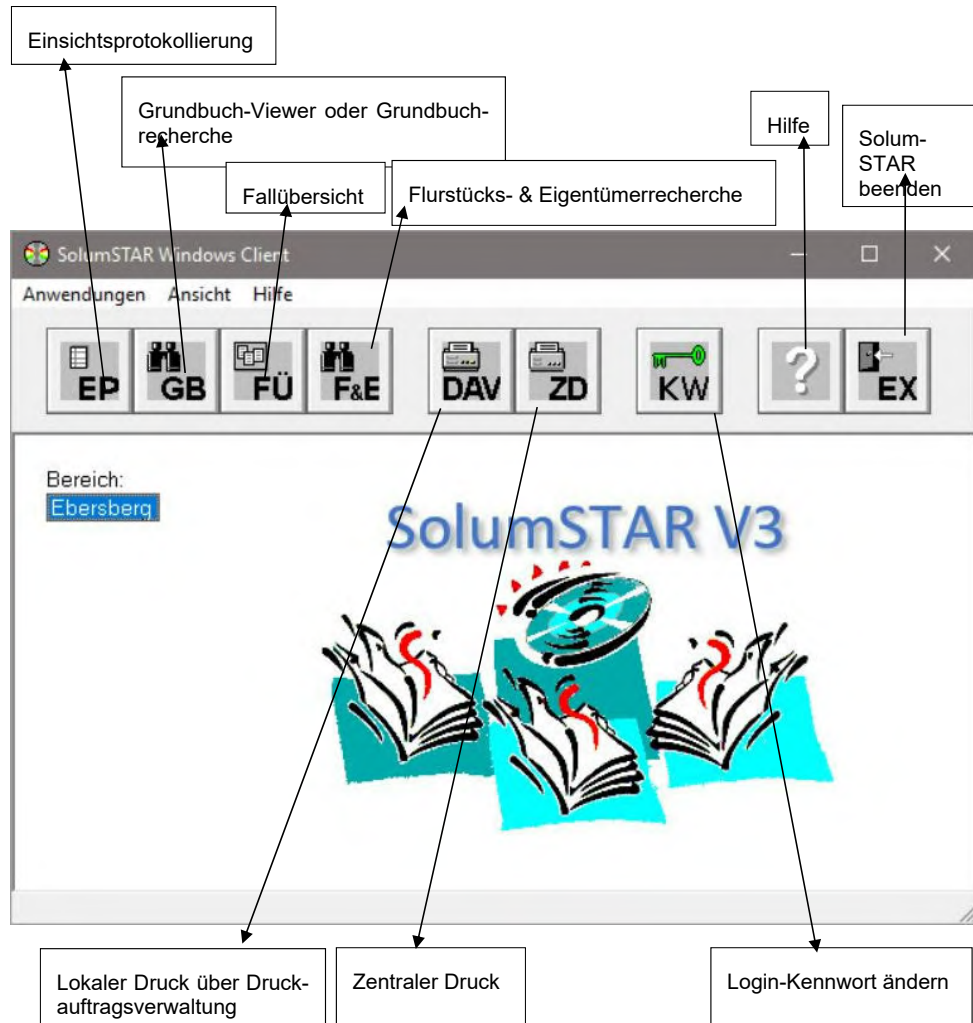 Einsichtsprotokollierung
Grundbuch-Viewer oder Grundbuch-
recherche
Hilfe
Solum-
STAR
beenden
Fallübersicht
Flurstücks- & Eigentümerrecherche
SolumSTAR Windows Client
Anwendungen Ansicht Hilfe
EP GB FÜ F&E DAV ZD KW ? EX
Bereich:
Ebersberg
SolumSTAR V3
Lokaler Druck über Druck-
auftragsverwaltung
Zentraler Druck
Login-Kennwort ändern